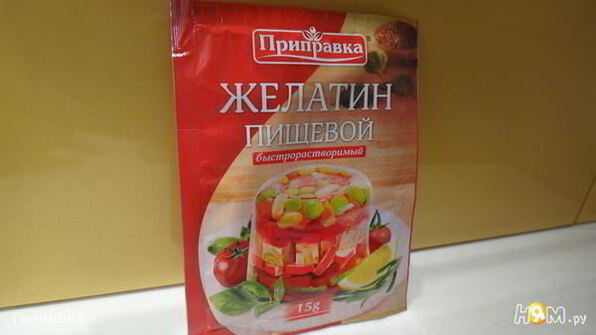 Приправка
ЖЕЛАТИН
ПИЩЕВОЙ
быстрорастворимый
15g
НЯМ.ру